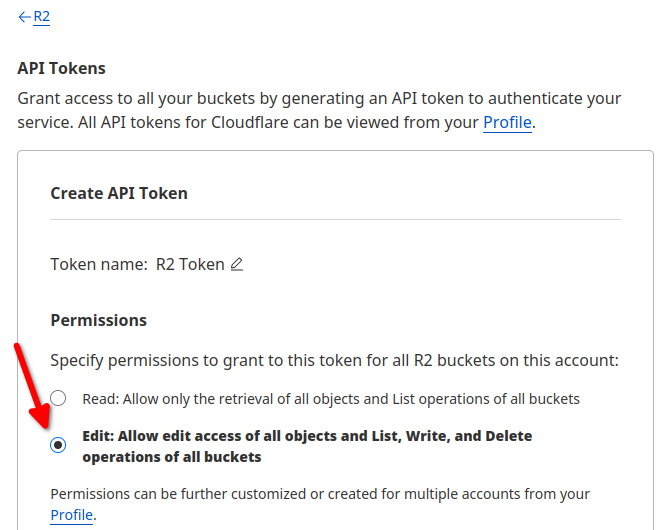 ←R2
API Tokens
Grant access to all your buckets by generating an API token to authenticate your
service. All API tokens for Cloudflare can be viewed from your Profile.
Create API Token
Token name: R2 Token
Permissions
Specify permissions to grant to this token for all R2 buckets on this account:
Read: Allow only the retrieval of all objects and List operations of all buckets
Edit: Allow edit access of all objects and List, Write, and Delete
operations of all buckets
Permissions can be further customized or created for multiple accounts from your
Profile.